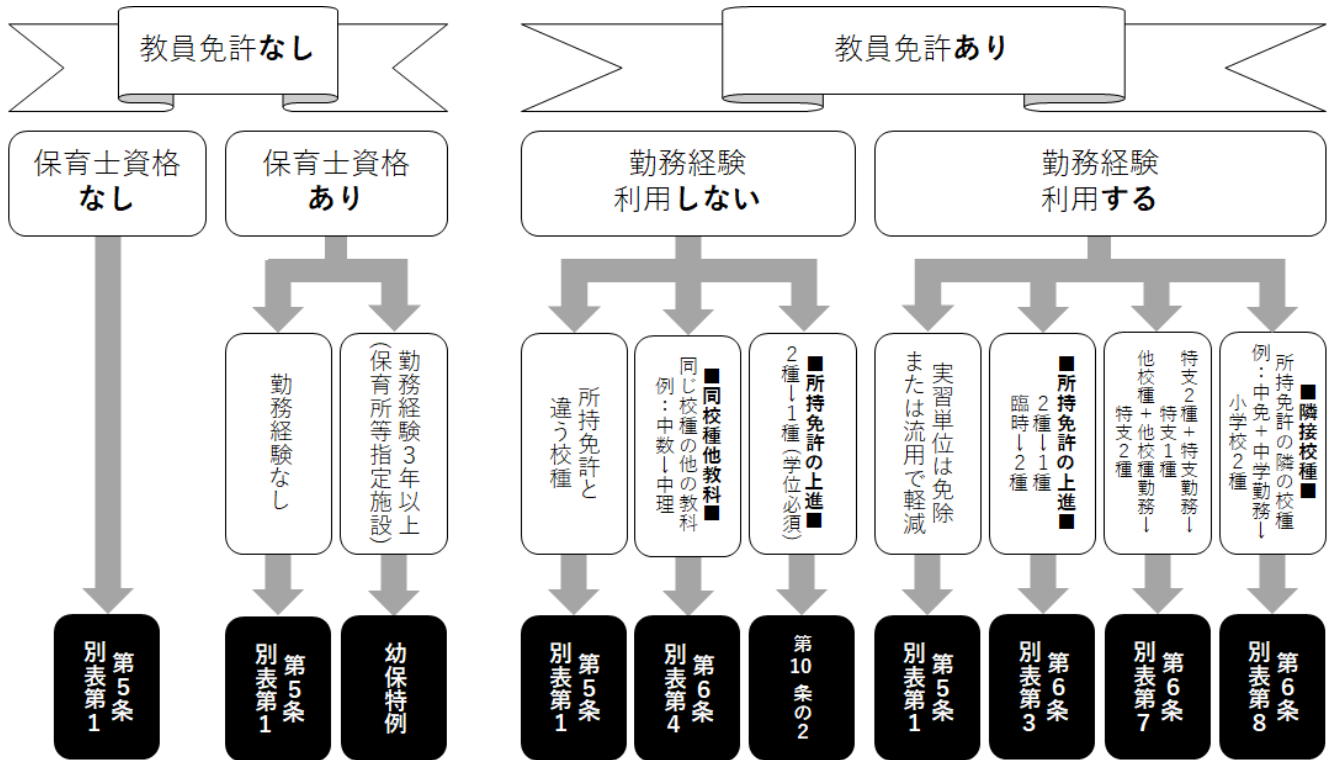 教員免許なし
教員免許あり
保育士資格
なし
保育士資格
あり
勤務経験
利用しない
勤務経験
利用する
勤務経験なし
勤務経験3年以上
(保育所等指定施設)
所持免許と
違う校種
■同校種他教科■
同じ校種の他の教科
例：中数→中理
■所持免許の上進■
2種→1種(学位必須)
実習単位は免除
または流用で軽減
■所持免許の上進■
2種→1種
臨時→2種
特支2種＋特支勤務→
特支1種
他校種＋他校種勤務→
特支2種
■隣接校種■
所持免許の隣の校種
例：中免＋中学勤務→
小学校2種
第5条
別表第1
第5条
別表第1
幼保特例
第5条
別表第1
第6条
別表第4
第10条の2
第5条
別表第1
第6条
別表第3
第6条
別表第7
第6条
別表第8